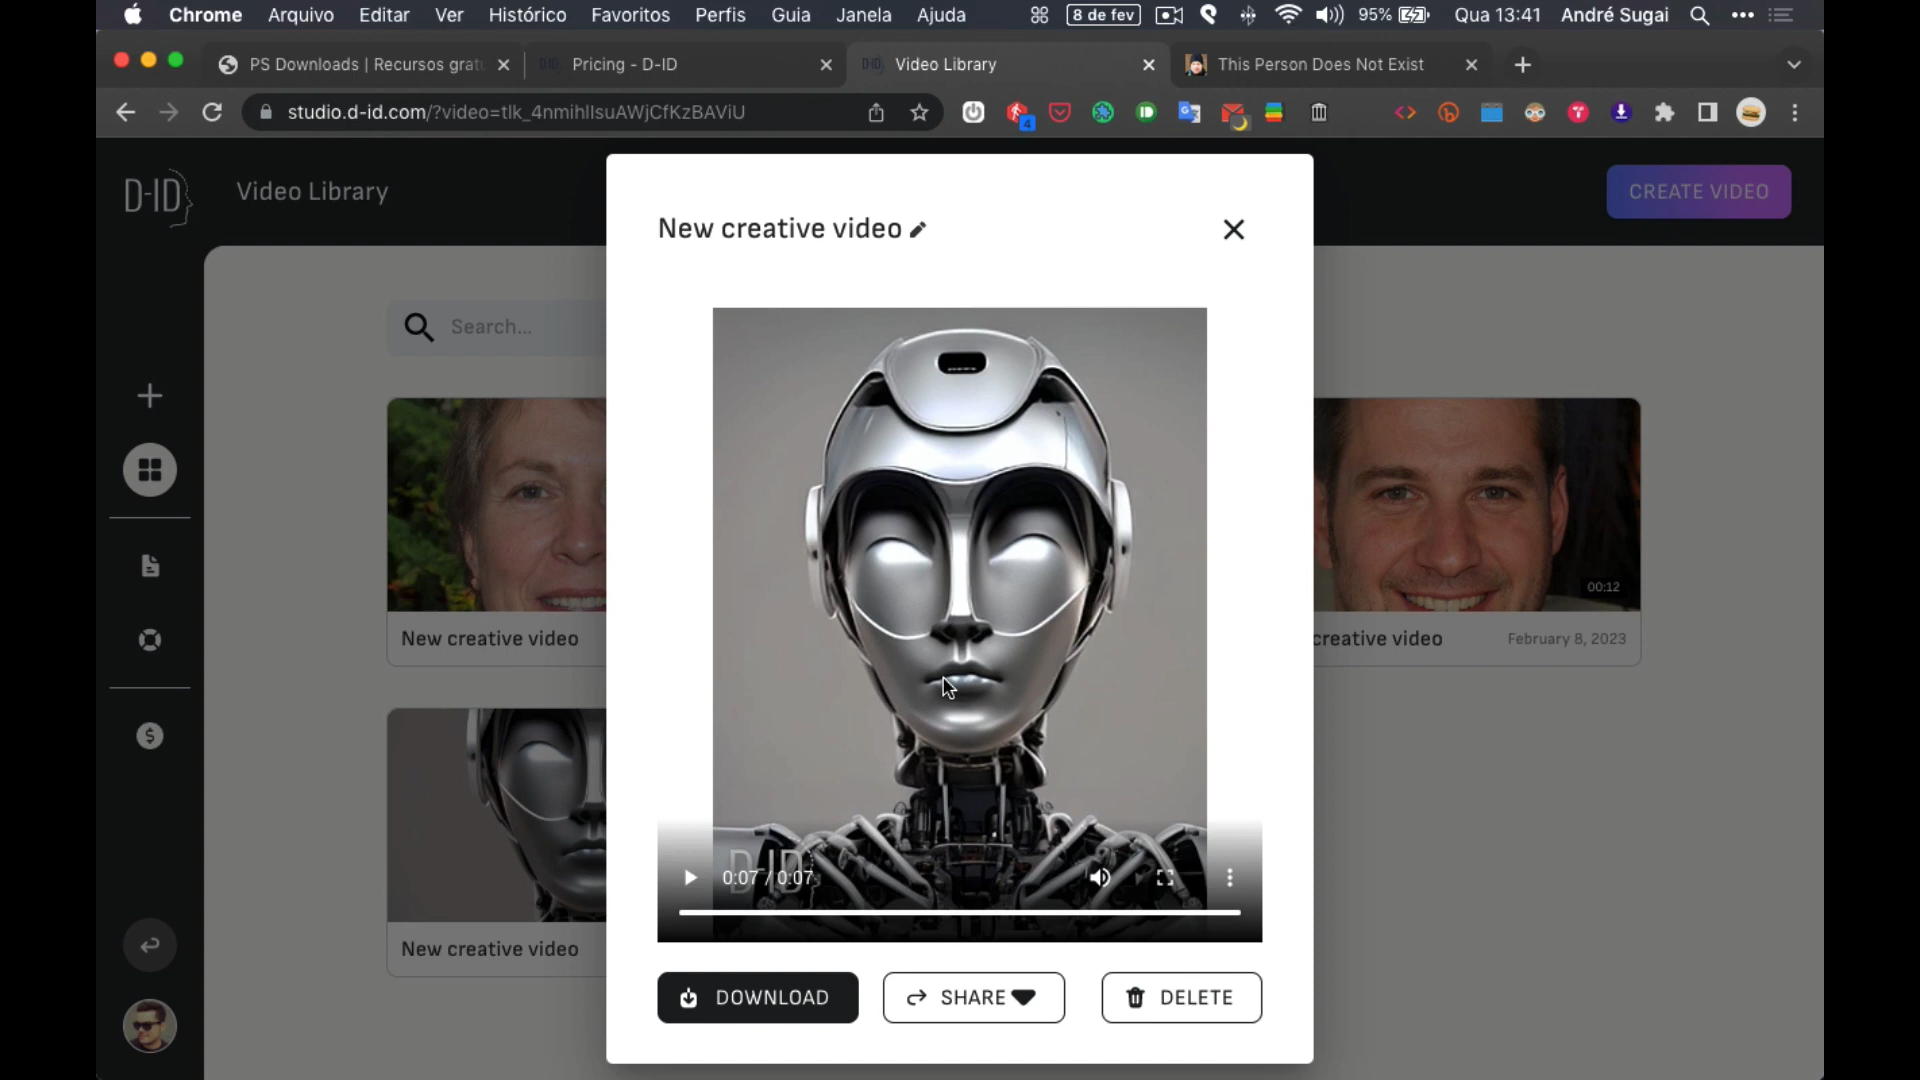 Chrome Arquivo Editar Ver Histórico Favoritos Perfis Guia Janela Ajuda 8 de fev 95% Qua 13:41 André Sugai
PS Downloads | Recursos grat Pricing - D-ID Video Library This Person Does Not Exist
studio.d-id.com/?video=tlk_4nmihlIsuAWjCfKzBAViU
4
D-ID Video Library CREATE VIDEO
New creative video
Search...
00:12
New creative video
creative video February 8, 2023
D-ID
0:07 / 0:07
New creative video
DOWNLOAD SHARE DELETE